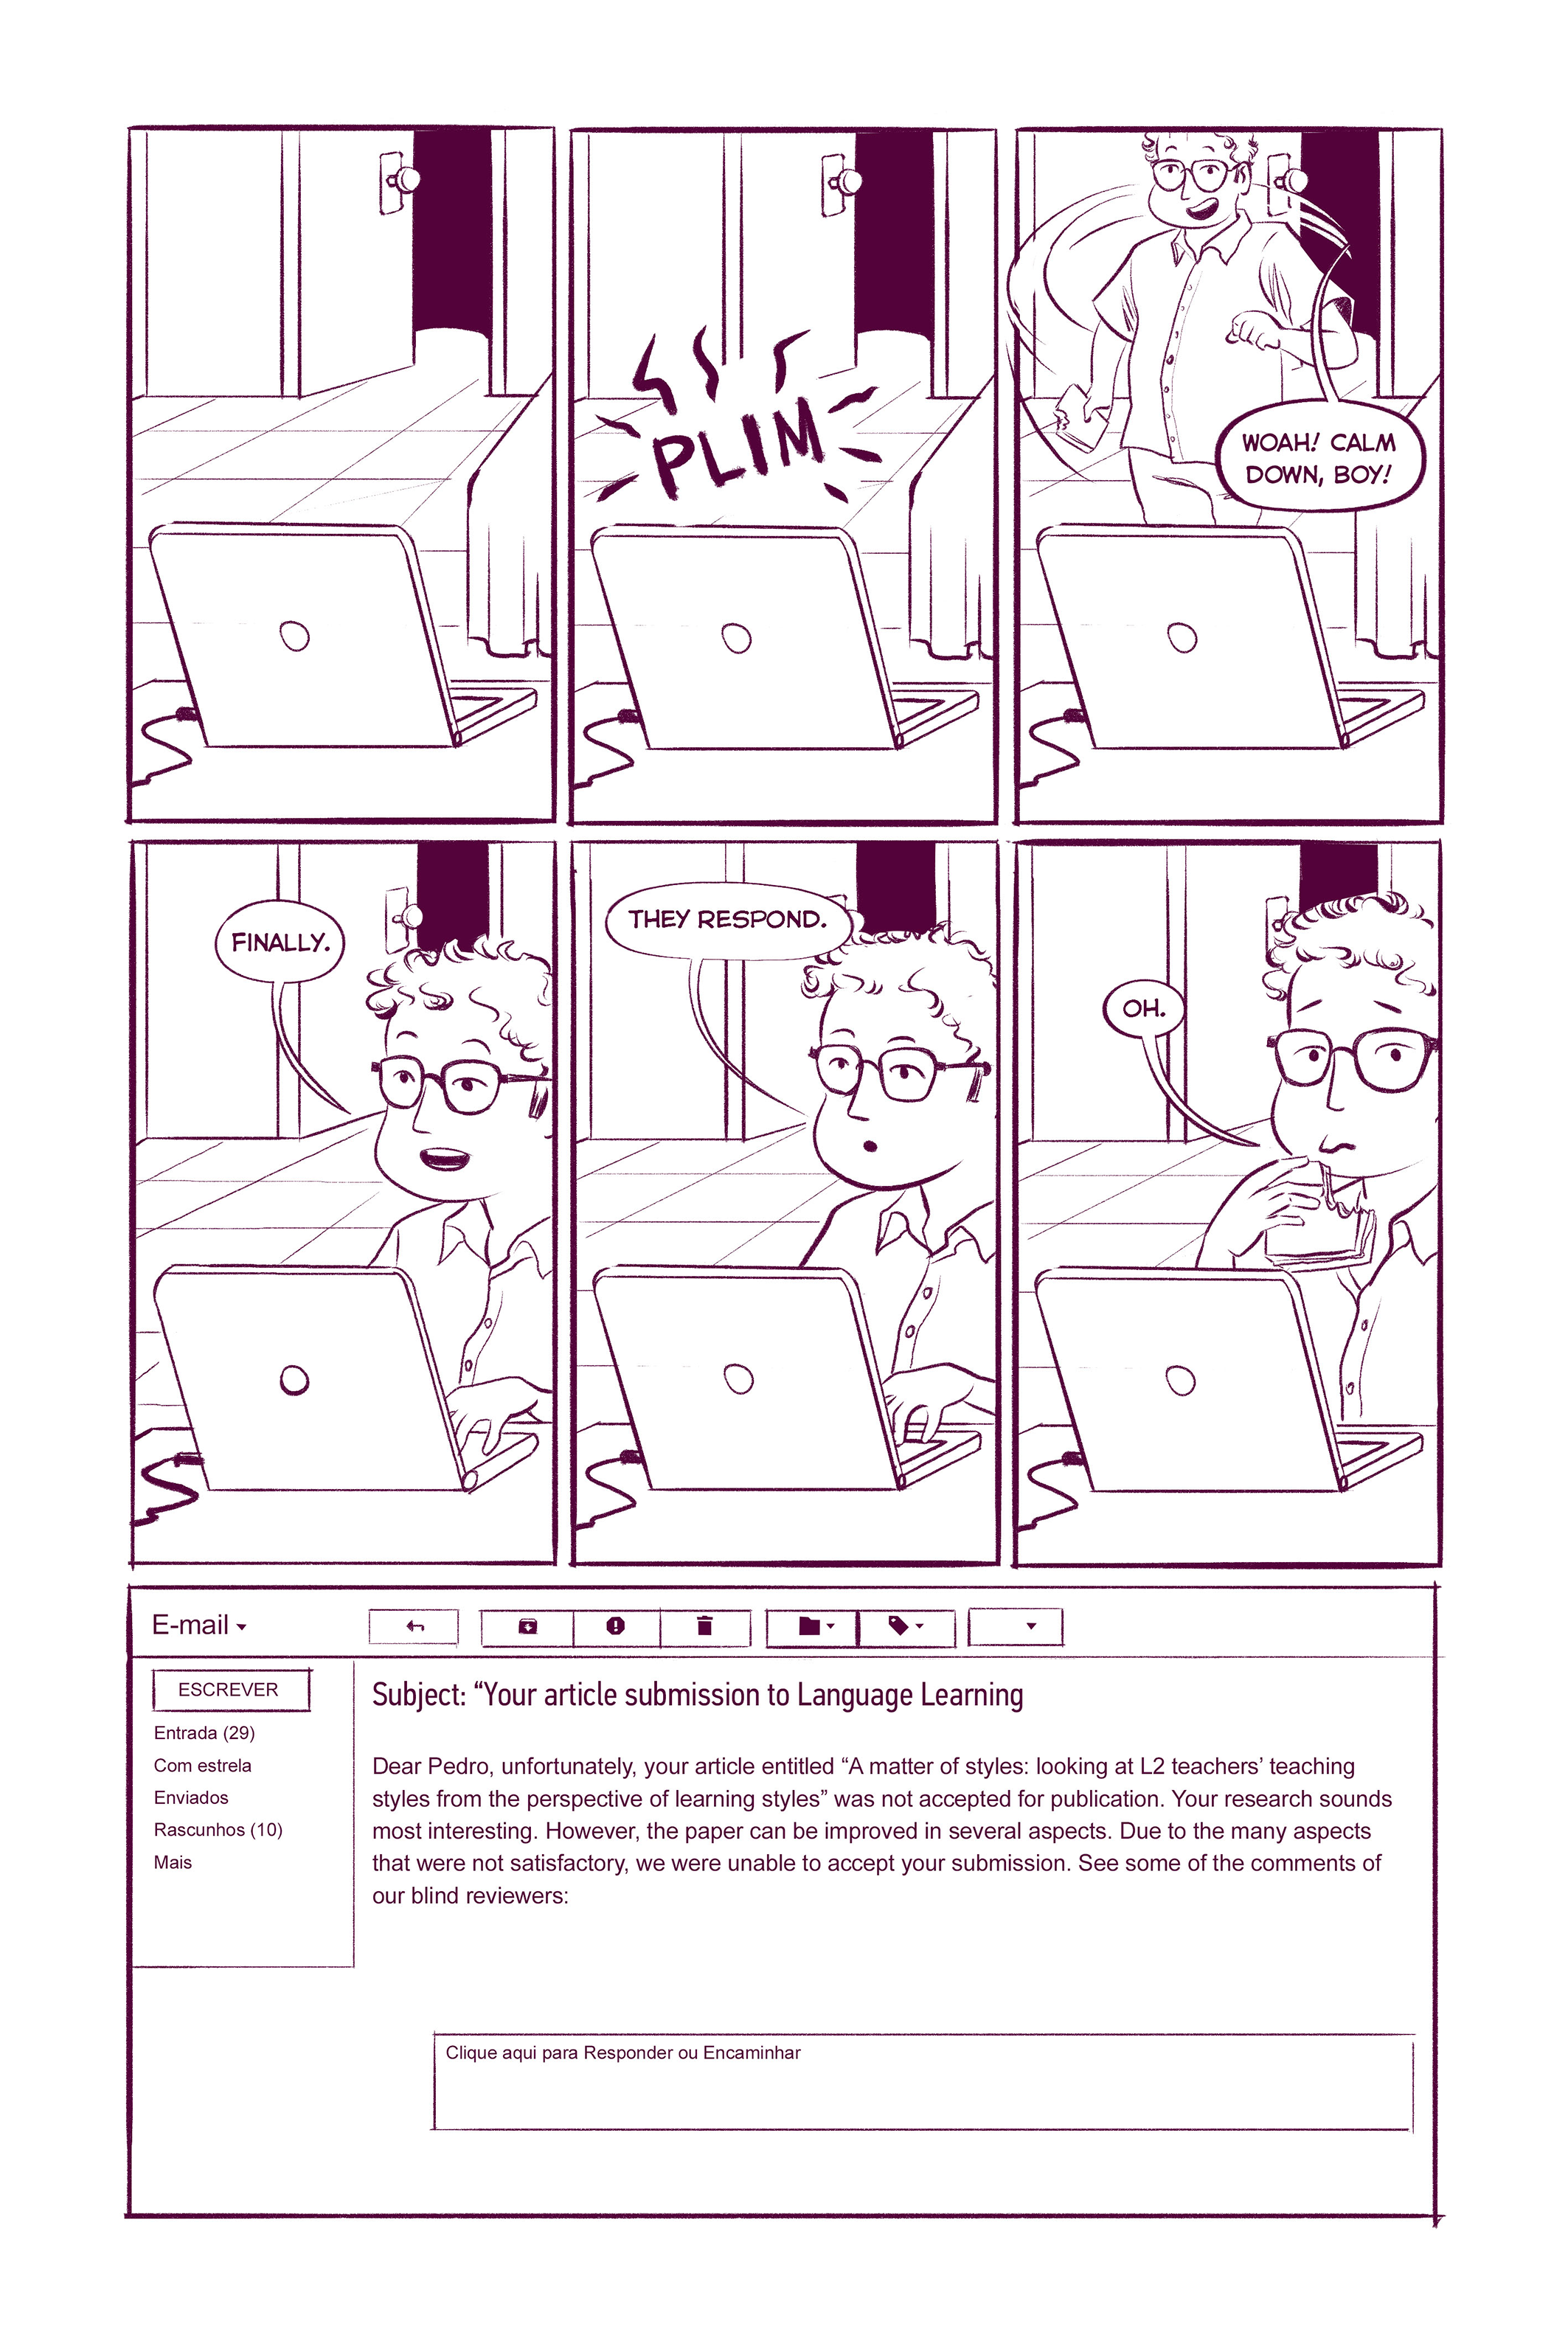 PLIM
WOAH! CALM
DOWN, BOY!
FINALLY.
THEY RESPOND.
OH.
E-mail
ESCREVER
Entrada (29)
Com estrela
Enviados
Rascunhos (10)
Mais
Subject: “Your article submission to Language Learning
Dear Pedro, unfortunately, your article entitled “A matter of styles: looking at L2 teachers’ teaching
styles from the perspective of learning styles” was not accepted for publication. Your research sounds
most interesting. However, the paper can be improved in several aspects. Due to the many aspects
that were not satisfactory, we were unable to accept your submission. See some of the comments of
our blind reviewers:
Clique aqui para Responder ou Encaminhar